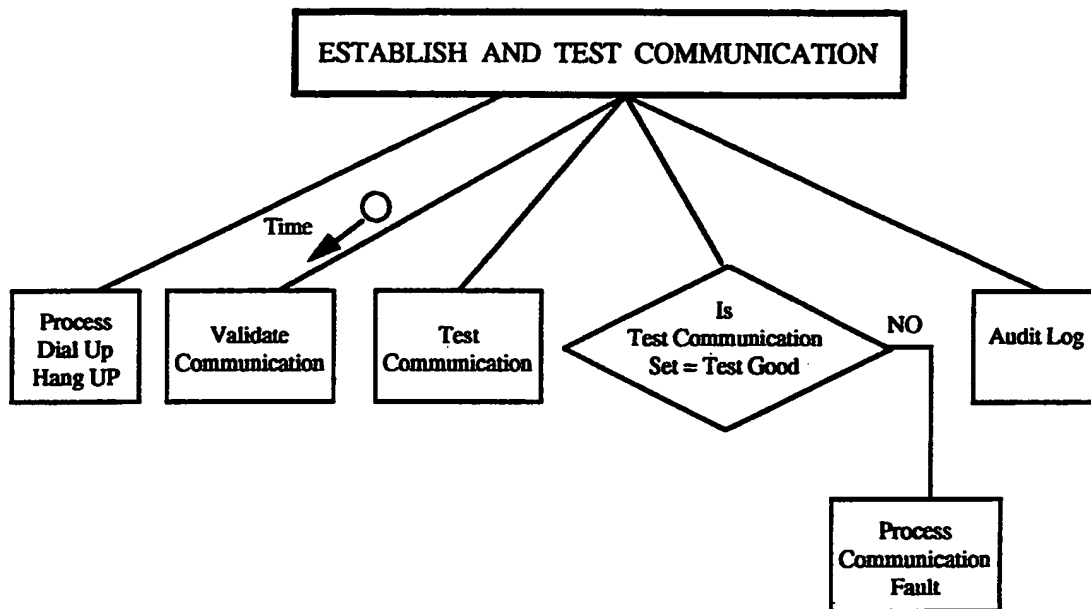 ESTABLISH AND TEST COMMUNICATION
Time
Process
Dial Up
Hang UP
Validate
Communication
Test
Communication
Is
Test Communication
Set = Test Good
NO
Audit Log
Process
Communication
Fault